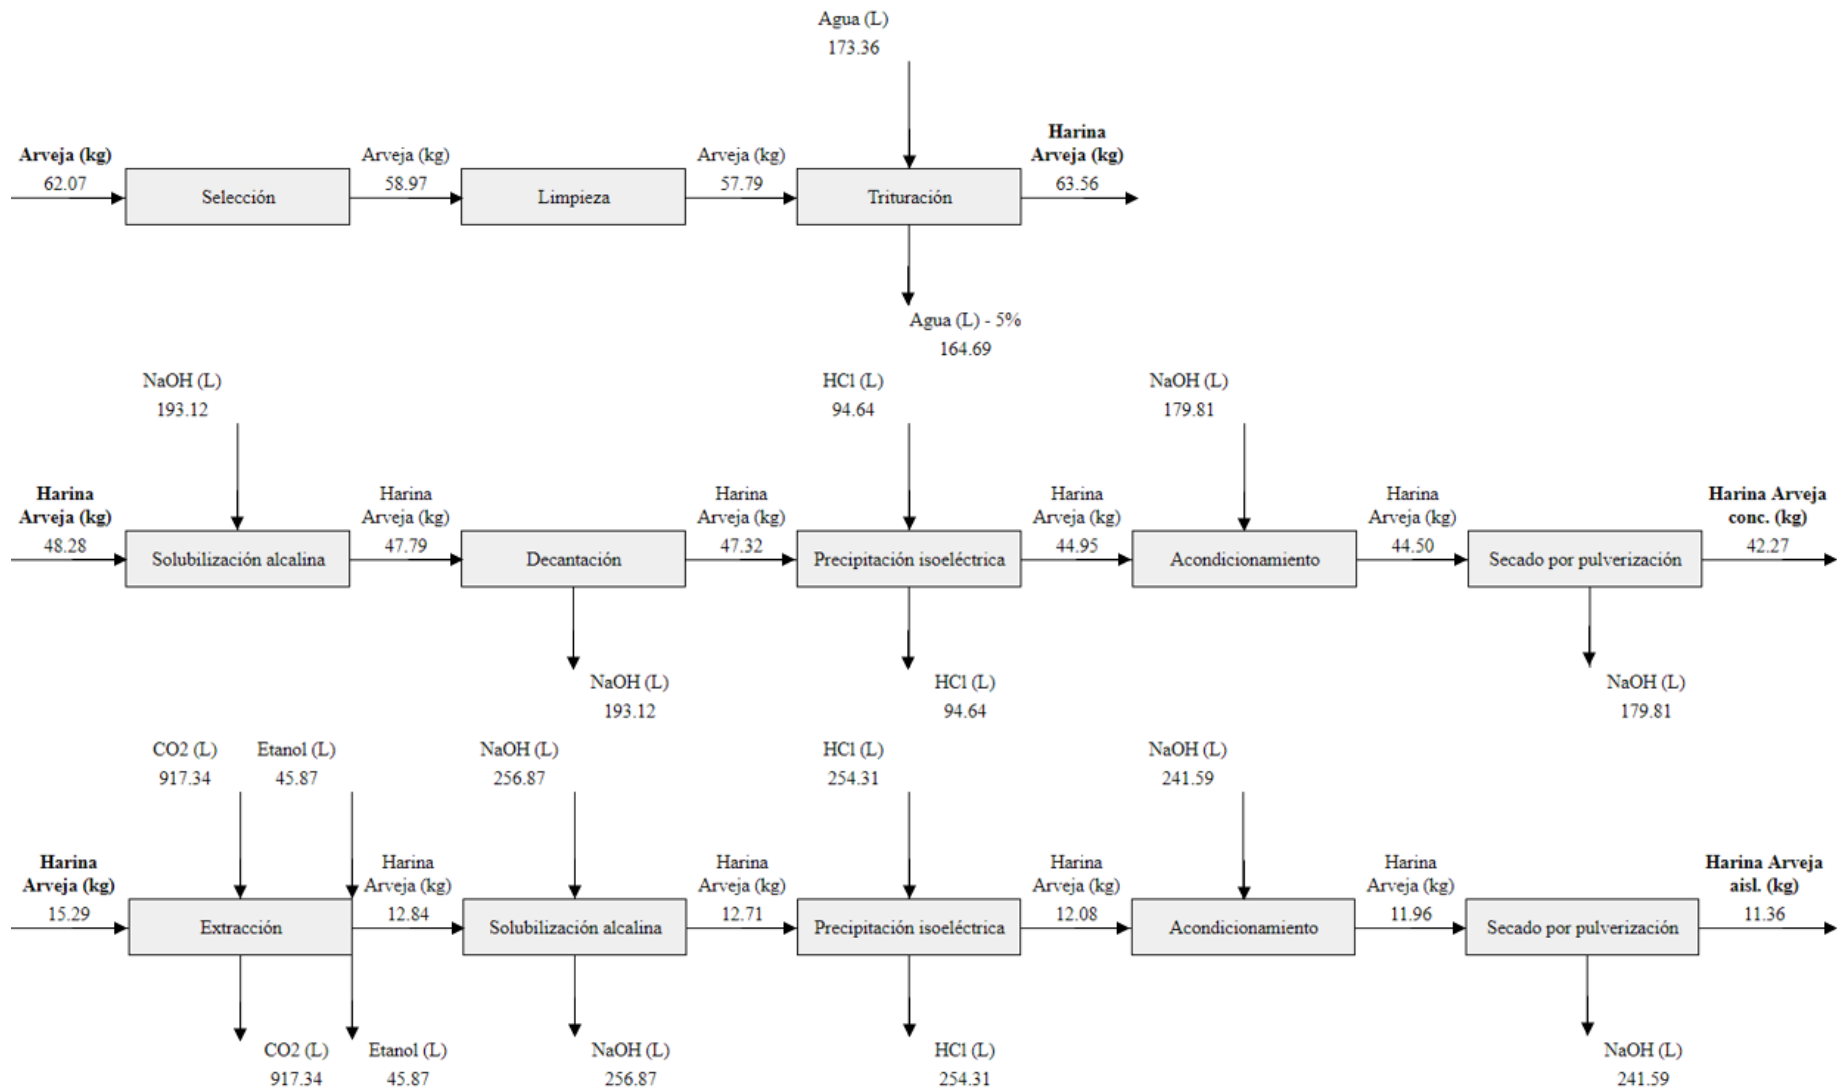 Agua (L)
173.36
Arveja (kg)
62.07
Selección
Arveja (kg)
58.97
Limpieza
Arveja (kg)
57.79
Trituración
Harina
Arveja (kg)
63.56
Agua (L) - 5%
164.69
NaOH (L)
193.12
HCl (L)
94.64
NaOH (L)
179.81
Harina
Arveja (kg)
48.28
Solubilización alcalina
Harina
Arveja (kg)
47.79
Decantación
Harina
Arveja (kg)
47.32
Precipitación isoeléctrica
Harina
Arveja (kg)
44.95
Acondicionamiento
Harina
Arveja (kg)
44.50
Secado por pulverización
Harina Arveja
conc. (kg)
42.27
NaOH (L)
193.12
HCl (L)
94.64
NaOH (L)
179.81
CO2 (L)
917.34
Etanol (L)
45.87
NaOH (L)
256.87
HCl (L)
254.31
NaOH (L)
241.59
Harina
Arveja (kg)
15.29
Extracción
Harina
Arveja (kg)
12.84
Solubilización alcalina
Harina
Arveja (kg)
12.71
Precipitación isoeléctrica
Harina
Arveja (kg)
12.08
Acondicionamiento
Harina
Arveja (kg)
11.96
Secado por pulverización
Harina Arveja
aisl. (kg)
11.36
CO2 (L)
917.34
Etanol (L)
45.87
NaOH (L)
256.87
HCl (L)
254.31
NaOH (L)
241.59